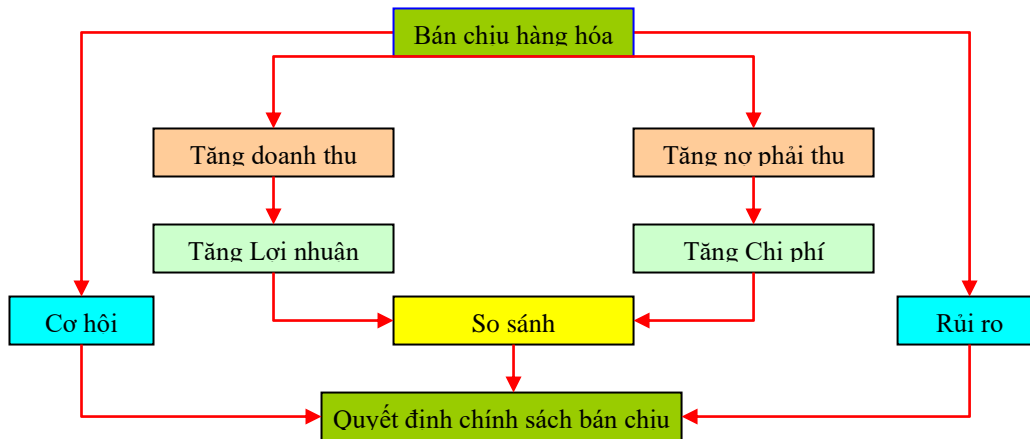 Bán chịu hàng hóa
Tăng doanh thu
Tăng nợ phải thu
Tăng Lợi nhuận
Tăng Chi phí
Cơ hội
So sánh
Rủi ro
Quyết định chính sách bán chịu